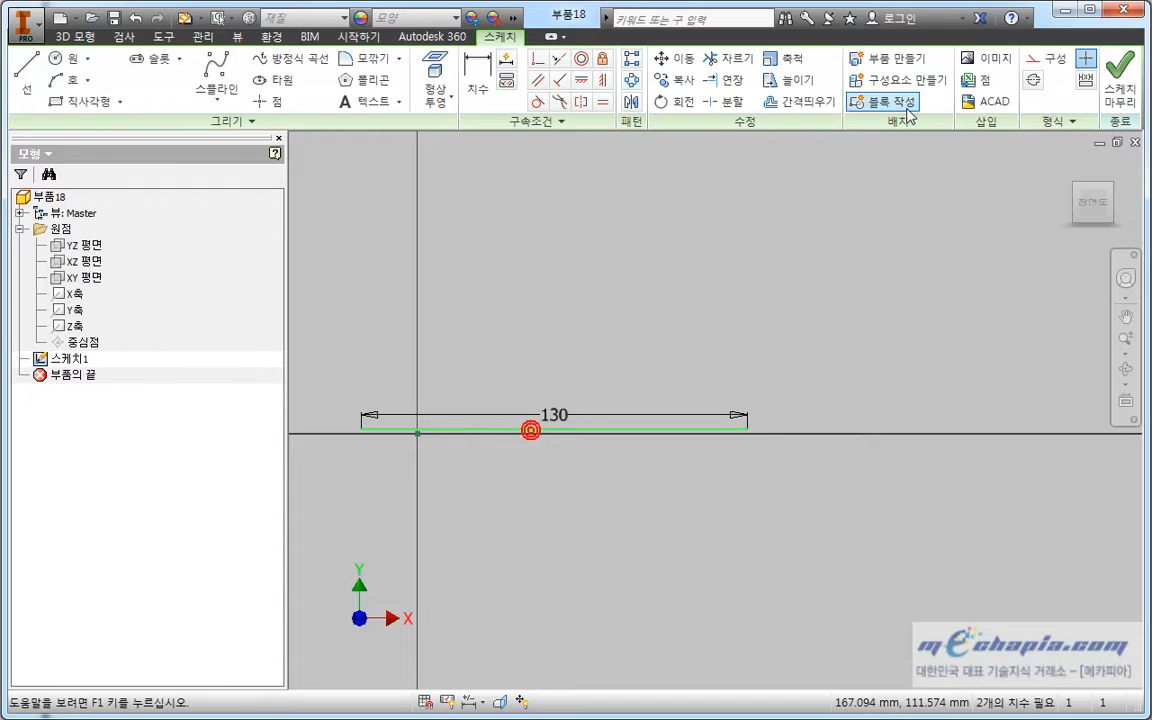 PRO
재질
모양
부품18
키워드 또는 구 입력
로그인
3D 모형 검사 도구 관리 뷰 환경 BIM 시작하기 Autodesk 360 스케치
선
원
호
직사각형
스플라인
슬롯
방정식 곡선
타원
점
모깎기
폴리곤
텍스트
형상
투영
치수
이동
복사
회전
자르기
연장
분할
축척
늘이기
간격띄우기
부품 만들기
구성요소 만들기
블록 작성
이미지
점
ACAD
구성
스케치
마무리
그리기 구속조건 패턴 수정 배치 삽입 형식 종료
모형
부품18
뷰: Master
원점
YZ 평면
XZ 평면
XY 평면
X축
Y축
Z축
중심점
스케치1
부품의 끝
정면도
130
Y
X
mechapia.com
대한민국 대표 기술지식 거래소 – [메카피아]
도움말을 보려면 F1 키를 누르십시오.
167.094 mm, 111.574 mm 2개의 치수 필요 1 1